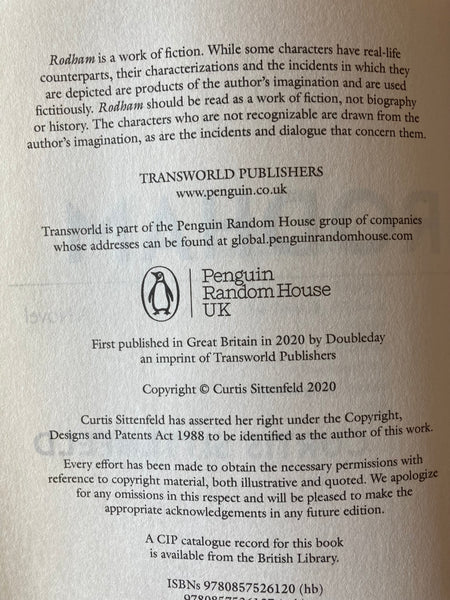 Rodham is a work of fiction. While some characters have real-life
counterparts, their characterizations and the incidents in which they
are depicted are products of the author's imagination and are used
fictitiously. Rodham should be read as a work of fiction, not biography
or history. The characters who are not recognizable are drawn from the
author's imagination, as are the incidents and dialogue that concern them.
TRANSWORLD PUBLISHERS
www.penguin.co.uk
Transworld is part of the Penguin Random House group of companies
whose addresses can be found at global.penguinrandomhouse.com
Penguin
Random House
UK
First published in Great Britain in 2020 by Doubleday
an imprint of Transworld Publishers
Copyright © Curtis Sittenfeld 2020
Curtis Sittenfeld has asserted her right under the Copyright,
Designs and Patents Act 1988 to be identified as the author of this work.
Every effort has been made to obtain the necessary permissions with
reference to copyright material, both illustrative and quoted. We apologize
for any omissions in this respect and will be pleased to make the
appropriate acknowledgements in any future edition.
A CIP catalogue record for this book
is available from the British Library.
ISBNs 9780857526120 (hb)